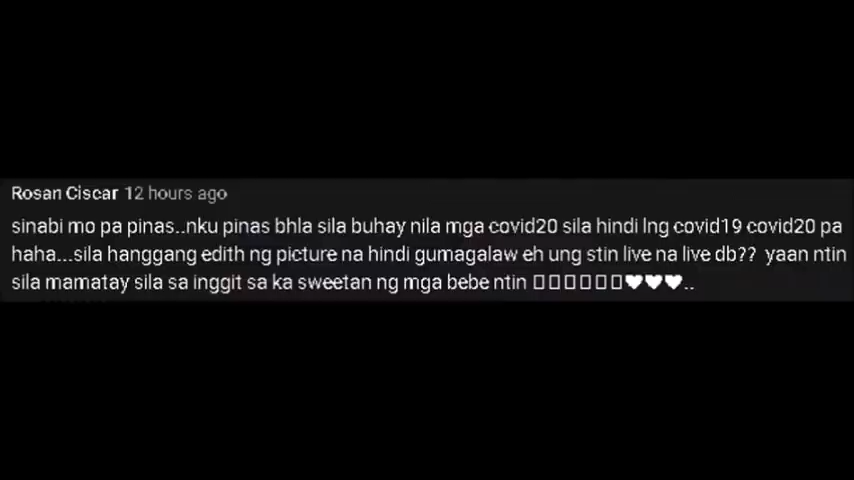 Rosan Ciscar 12 hours ago
sinabi mo pa pinas..nku pinas bhla sila buhay nila mga covid20 sila hindi lng covid19 covid20 pa
haha...sila hanggang edith ng picture na hindi gumagalaw eh ung stin live na live db?? yaan ntin
sila mamatay sila sa inggit sa ka sweetan ng mga bebe ntin □□□□□□♥♥♥..